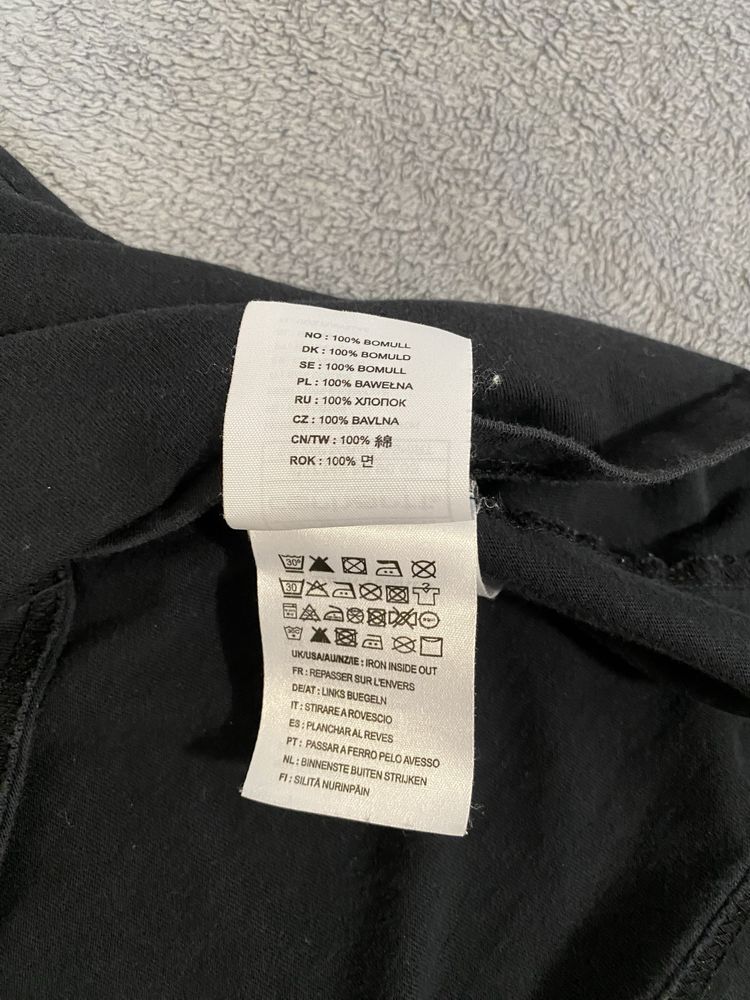 NO : 100% BOMULL
DK : 100% BOMULD
SE : 100% BOMULL
PL : 100% BAWEŁNA
RU : 100% ХЛОПОК
CZ : 100% BAVLNA
CN/TW : 100% 綿
ROK : 100% 면
30°
30
30°
UK/USA/AU/NZ/IE : IRON INSIDE OUT
FR : REPASSER SUR L'ENVERS
DE/AT : LINKS BUEGELN
IT : STIRARE A ROVESCIO
ES : PLANCHAR AL REVES
PT : PASSAR A FERRO PELO AVESSO
NL : BINNENSTE BUITEN STRIJKEN
FI : SILITÄ NURINPÄIN